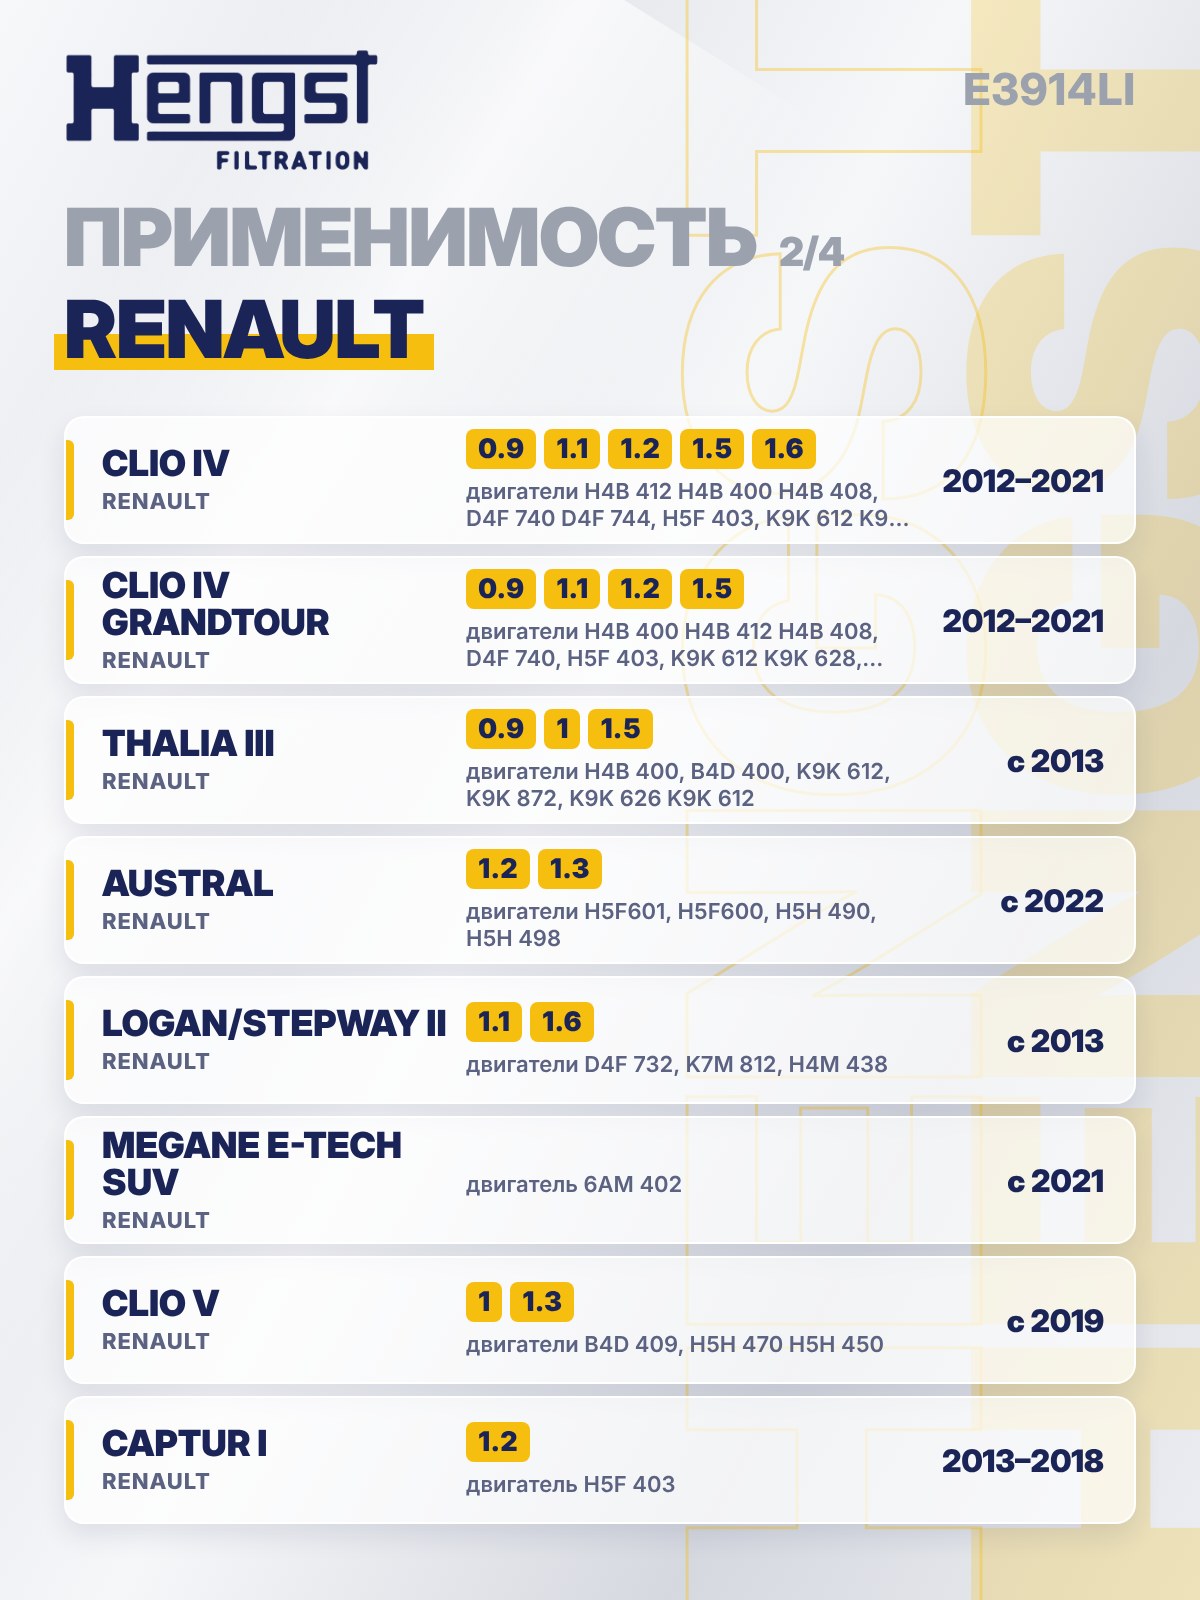 Hengst
FILTRATION
E3914LI
ПРИМЕНИМОСТЬ 2/4
RENAULT
CLIO IV
RENAULT
0.9 1.1 1.2 1.5 1.6
двигатели H4B 412 H4B 400 H4B 408,
D4F 740 D4F 744, H5F 403, K9K 612 K9...
2012–2021
CLIO IV
GRANDTOUR
RENAULT
0.9 1.1 1.2 1.5
двигатели H4B 400 H4B 412 H4B 408,
D4F 740, H5F 403, K9K 612 K9K 628,...
2012–2021
THALIA III
RENAULT
0.9 1 1.5
двигатели H4B 400, B4D 400, K9K 612,
K9K 872, K9K 626 K9K 612
с 2013
AUSTRAL
RENAULT
1.2 1.3
двигатели H5F601, H5F600, H5H 490,
H5H 498
с 2022
LOGAN/STEPWAY II
RENAULT
1.1 1.6
двигатели D4F 732, K7M 812, H4M 438
с 2013
MEGANE E-TECH
SUV
RENAULT
двигатель 6AM 402
с 2021
CLIO V
RENAULT
1 1.3
двигатели B4D 409, H5H 470 H5H 450
с 2019
CAPTUR I
RENAULT
1.2
двигатель H5F 403
2013–2018
HENGST
HENGST